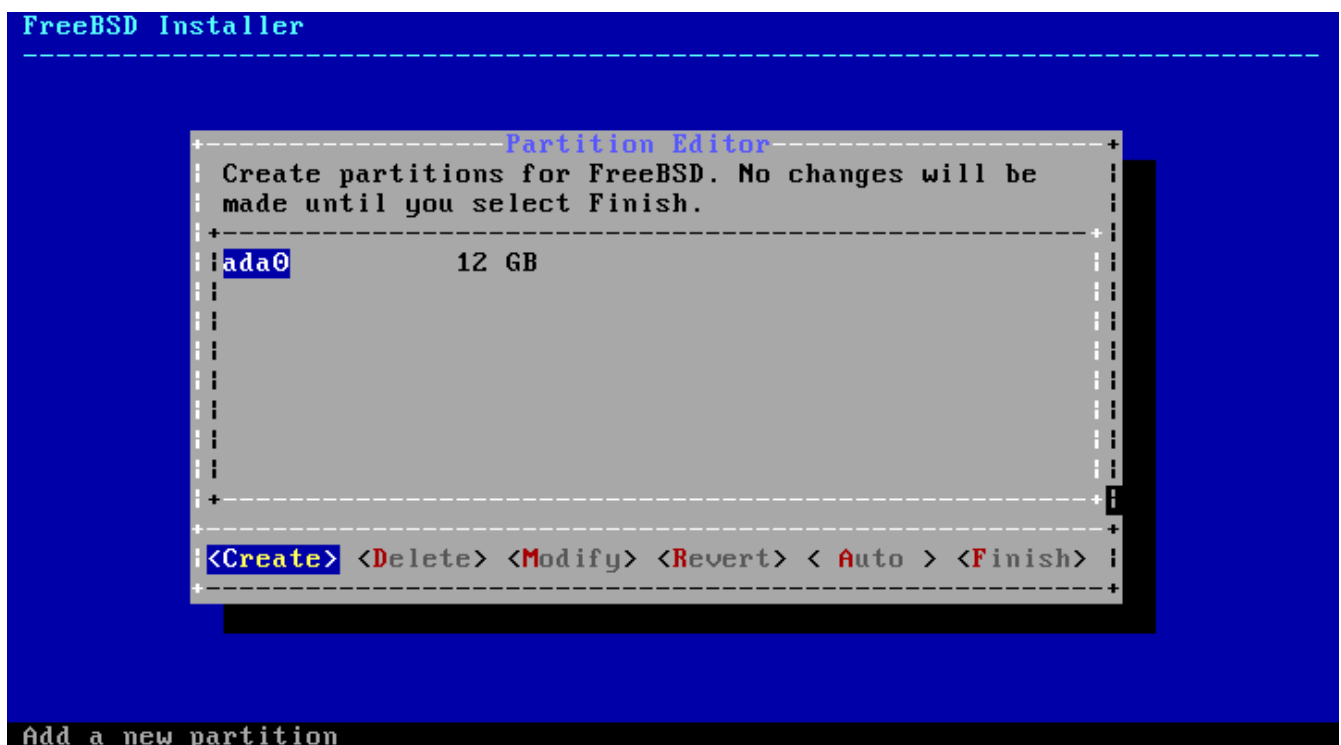 FreeBSD Installer
Partition Editor
Create partitions for FreeBSD. No changes will be
made until you select Finish.
ada0 12 GB
<Create> <Delete> <Modify> <Revert> < Auto > <Finish>
Add a new partition